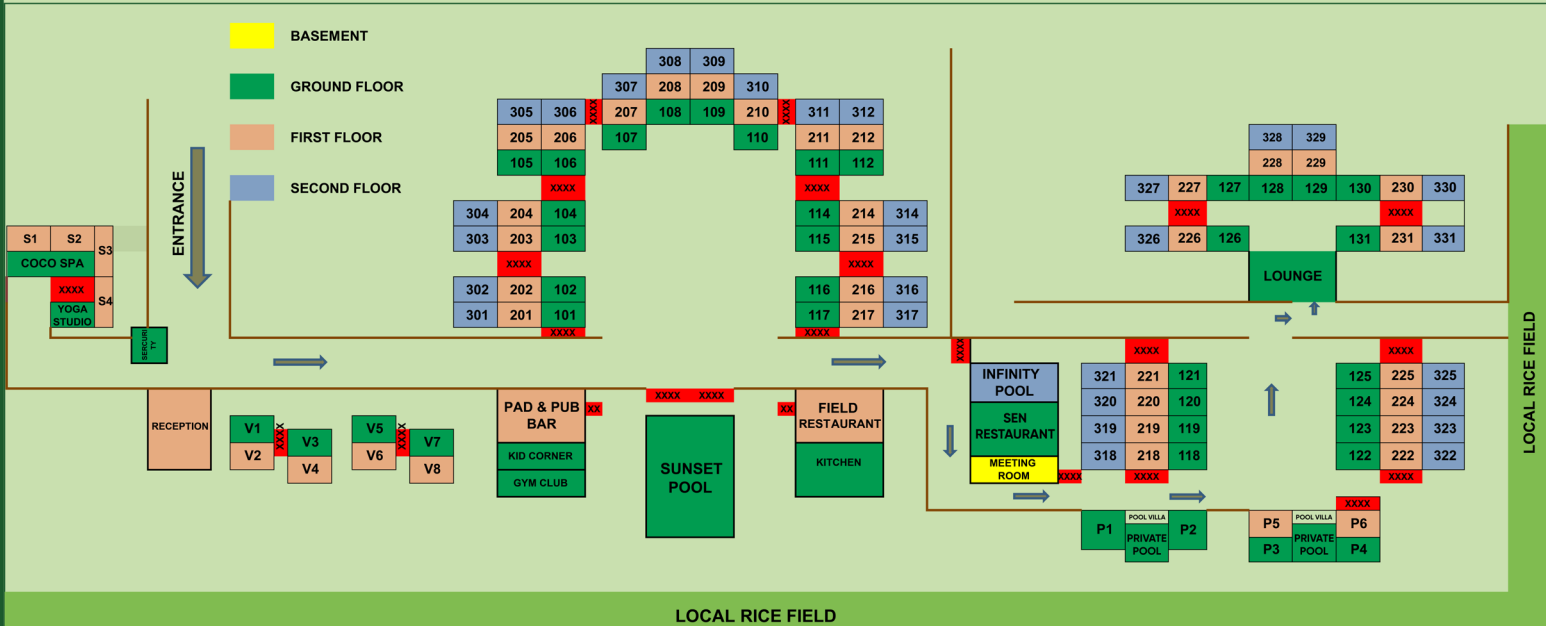 BASEMENT
GROUND FLOOR
FIRST FLOOR
SECOND FLOOR
ENTRANCE
308 309
307 208 209 310
305 306 XXXX 207 108 109 210 XXXX 311 312
205 206 107 110 211 212
105 106 111 112
XXXX XXXX
304 204 104 114 214 314
303 203 103 115 215 315
XXXX XXXX
302 202 102 116 216 316
301 201 101 117 217 317
XXXX XXXX
328 329
228 229
327 227 127 128 129 130 230 330
XXXX XXXX
326 226 126 131 231 331
LOUNGE
S1 S2 S3
COCO SPA
XXXX S4
YOGA
STUDIO
SERCURI
TY
RECEPTION
V1 XXXX V3
V2 V4
V5 XXXX V7
V6 V8
PAD & PUB
BAR
XX
KID CORNER
GYM CLUB
XXXX XXXX
SUNSET
POOL
XX
FIELD
RESTAURANT
KITCHEN
XXXX
INFINITY
POOL
SEN
RESTAURANT
MEETING
ROOM
XXXX
XXXX
321 221 121
320 220 120
319 219 119
318 218 118
XXXX
XXXX
125 225 325
124 224 324
123 223 323
122 222 322
XXXX
P1 POOL VILLA P2
PRIVATE
POOL
XXXX
P5 POOL VILLA P6
P3 PRIVATE P4
POOL
LOCAL RICE FIELD
LOCAL RICE FIELD